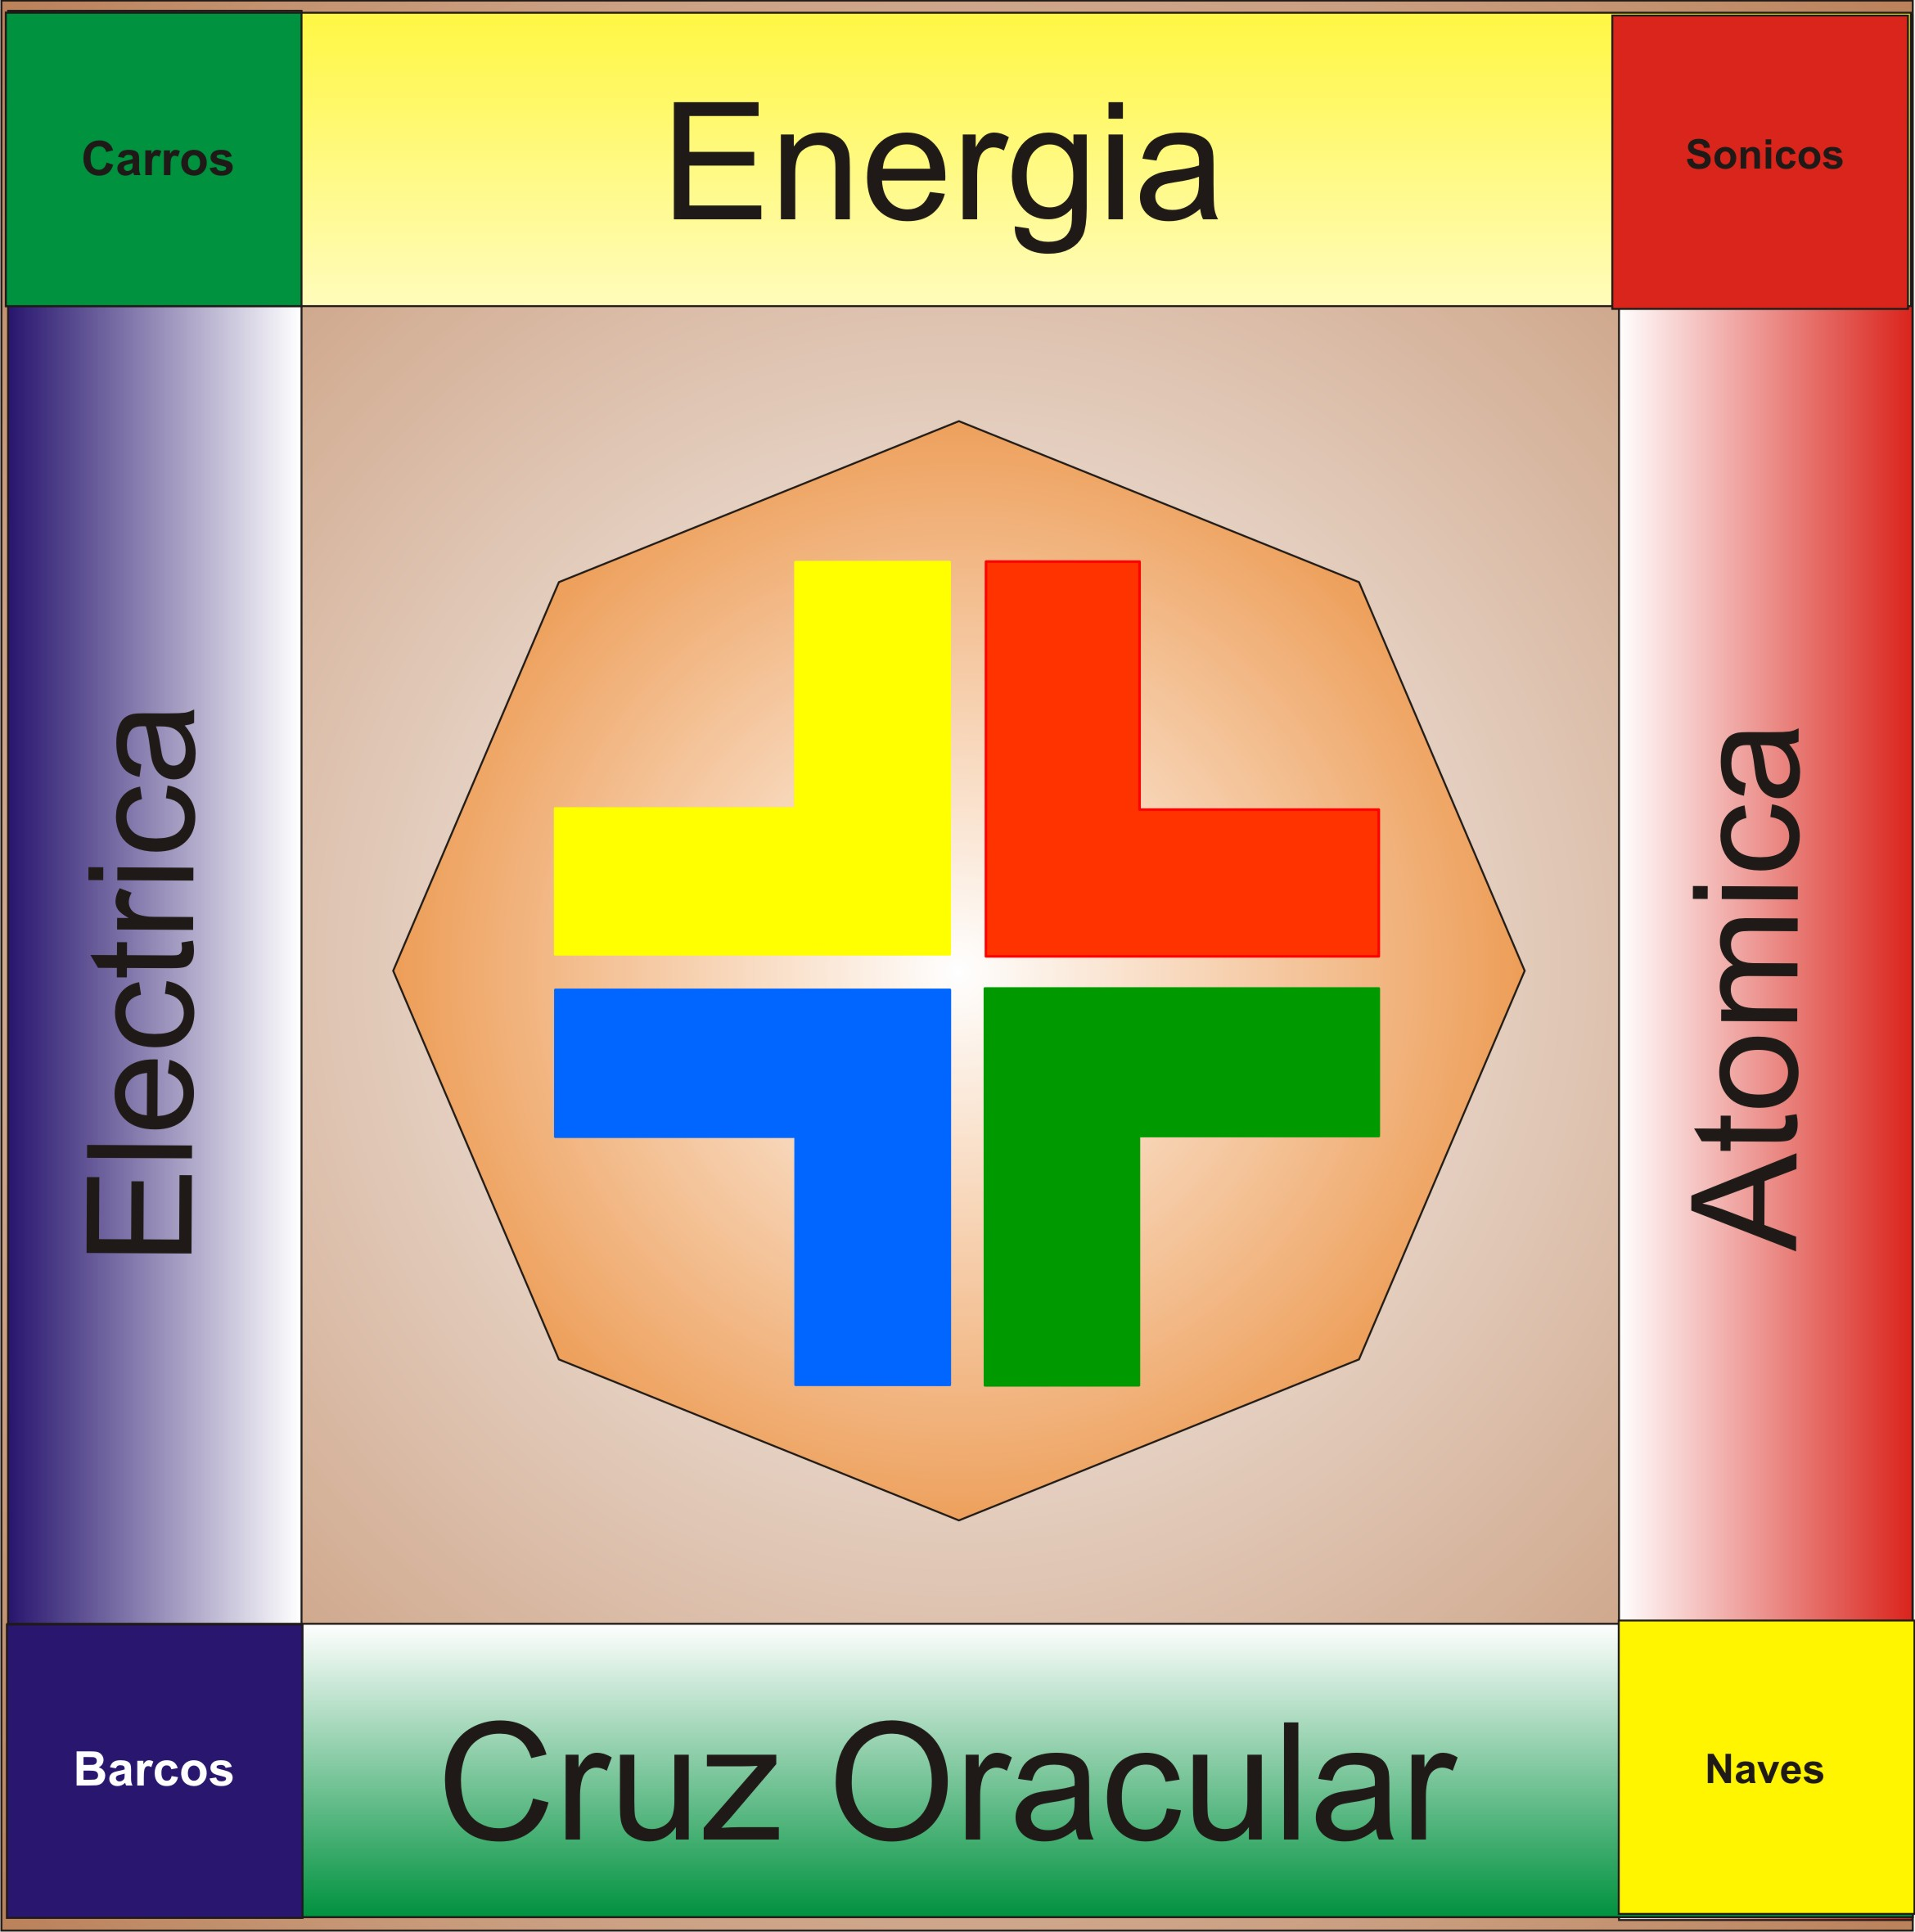 Carros
Energia
Sonicos
Electrica
Atomica
Barcos
Cruz Oracular
Naves